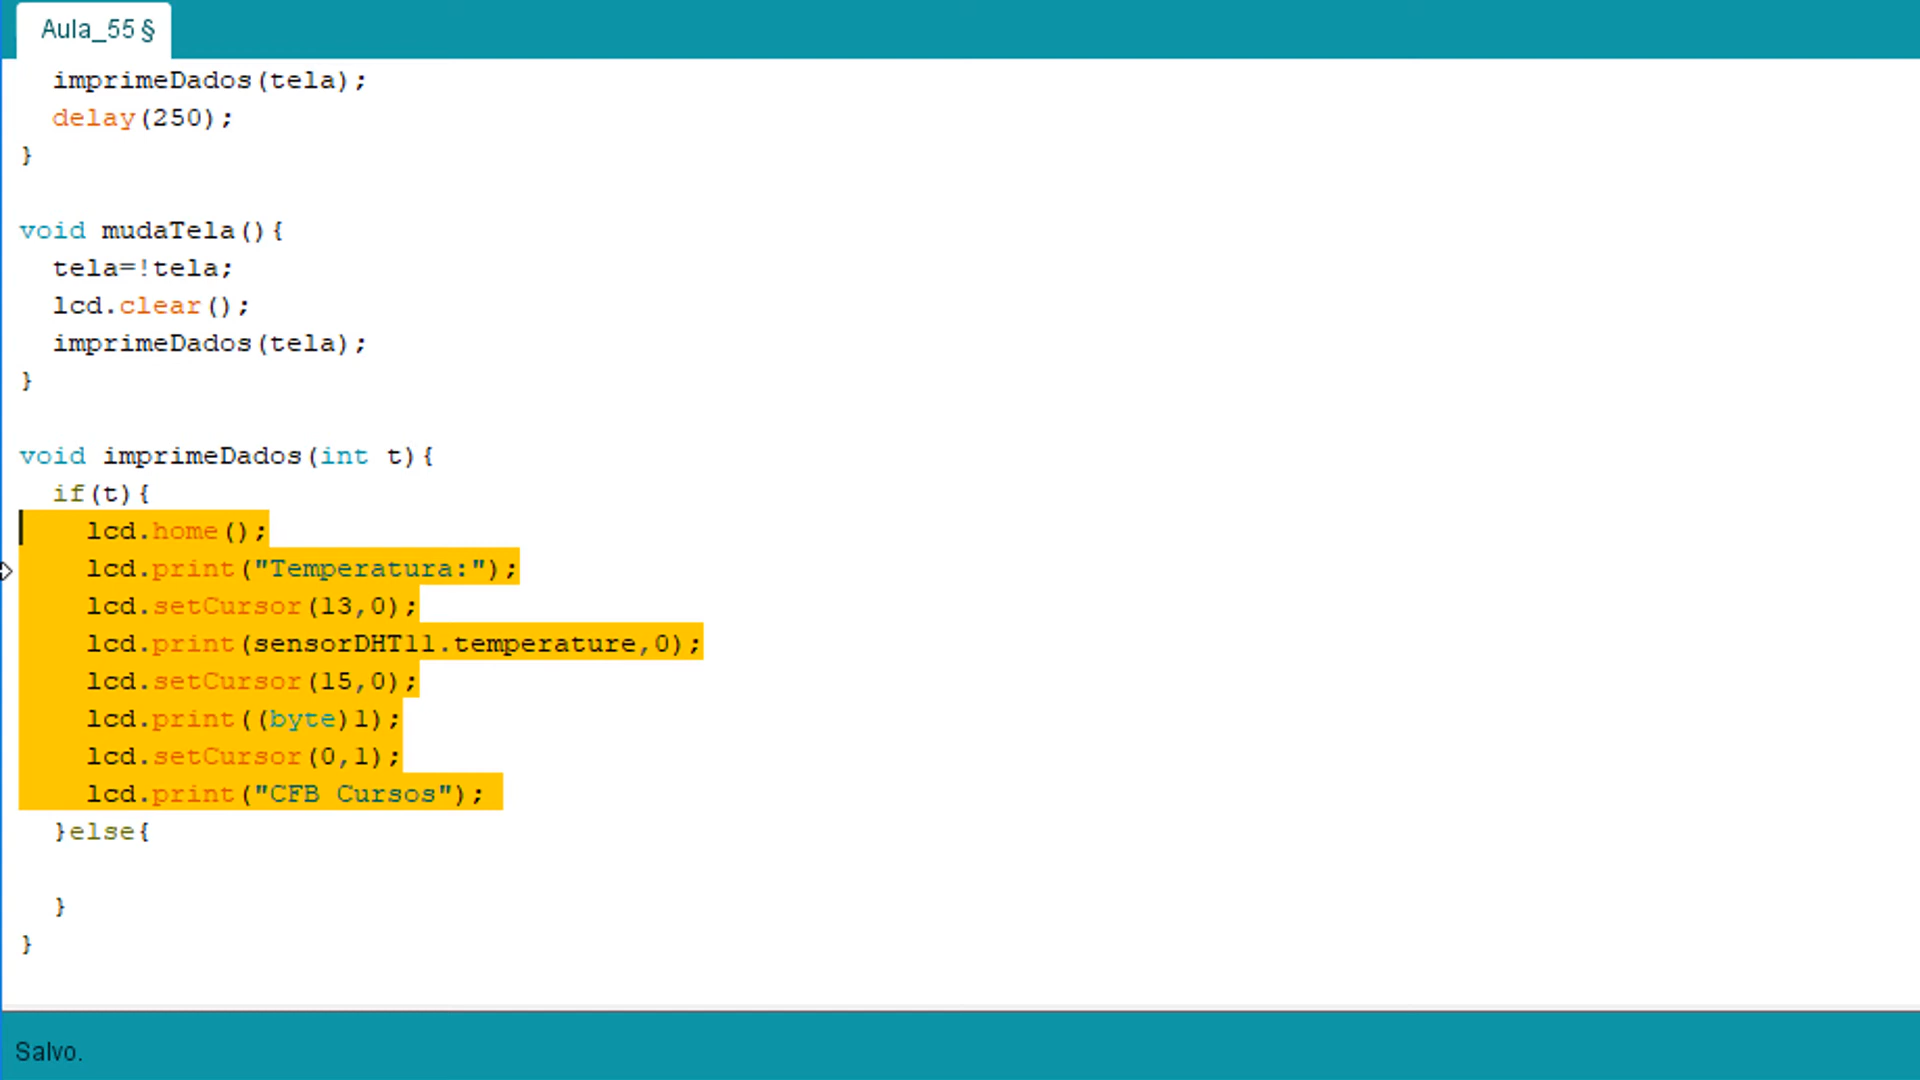 Aula_55 §
imprimeDados(tela);
delay(250);
}
void mudaTela(){
tela=!tela;
lcd.clear();
imprimeDados(tela);
}
void imprimeDados(int t){
if(t){
lcd.home();
lcd.print("Temperatura:");
lcd.setCursor(13,0);
lcd.print(sensorDHT11.temperature,0);
lcd.setCursor(15,0);
lcd.print((byte)1);
lcd.setCursor(0,1);
lcd.print("CFB Cursos");
}else{
}
}
Salvo.